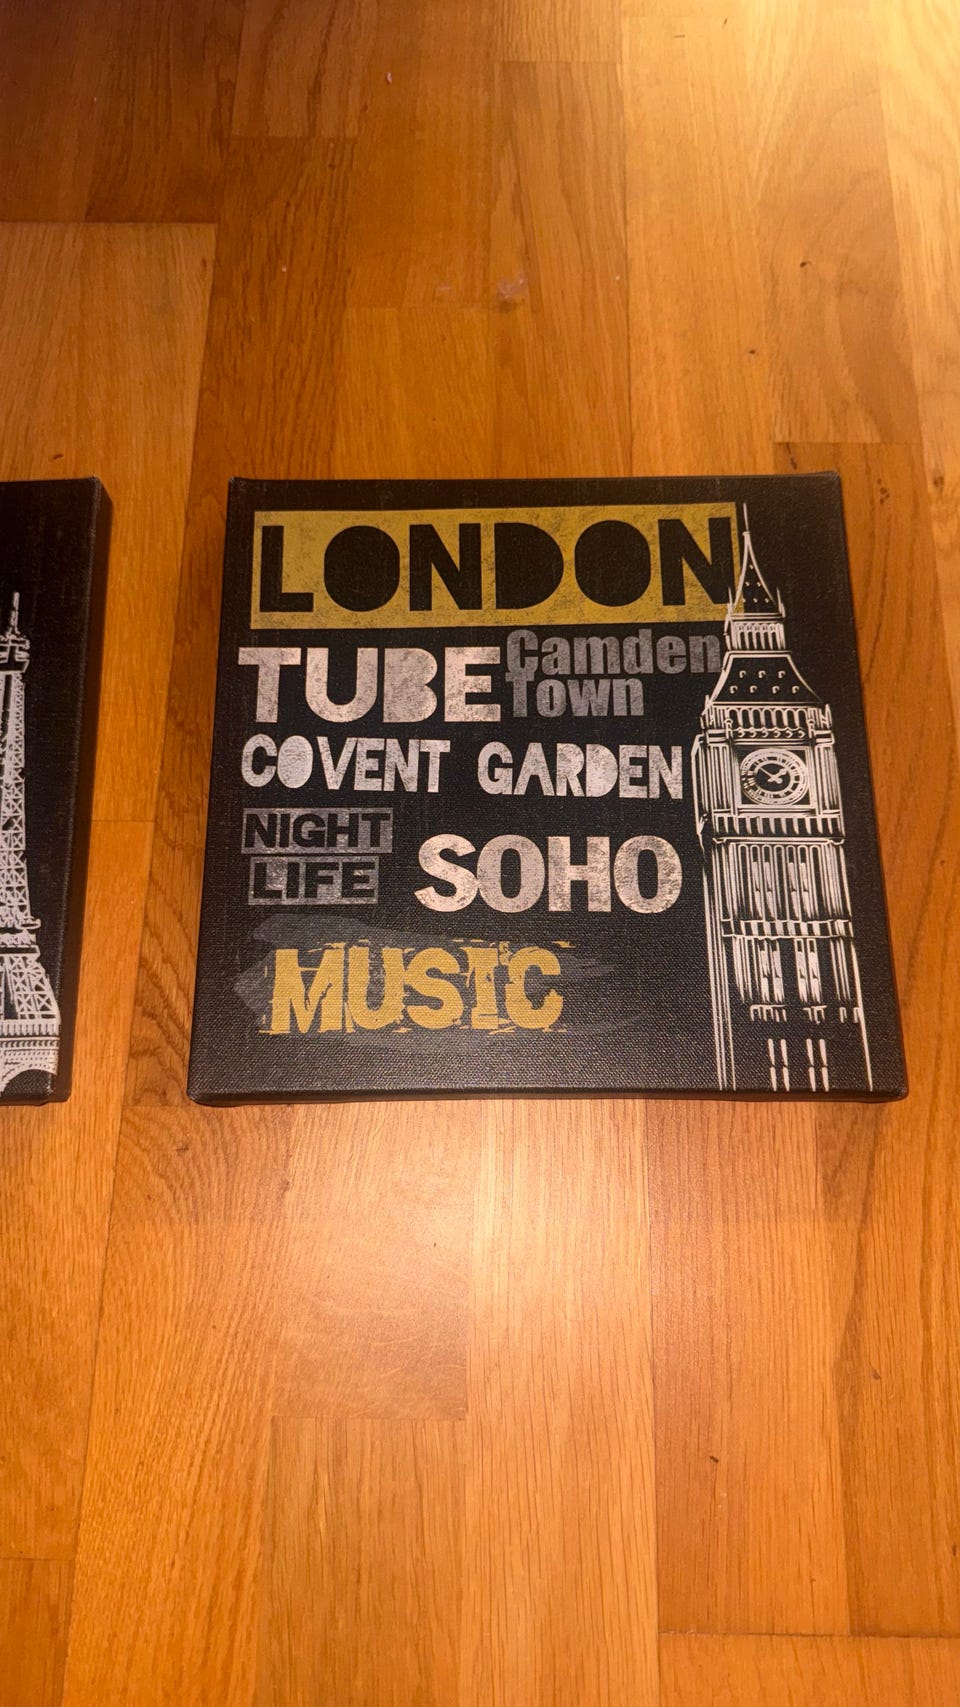 LONDON
TUBE
Camden
Town
COVENT GARDEN
NIGHT
LIFE
SOHO
MUSIC